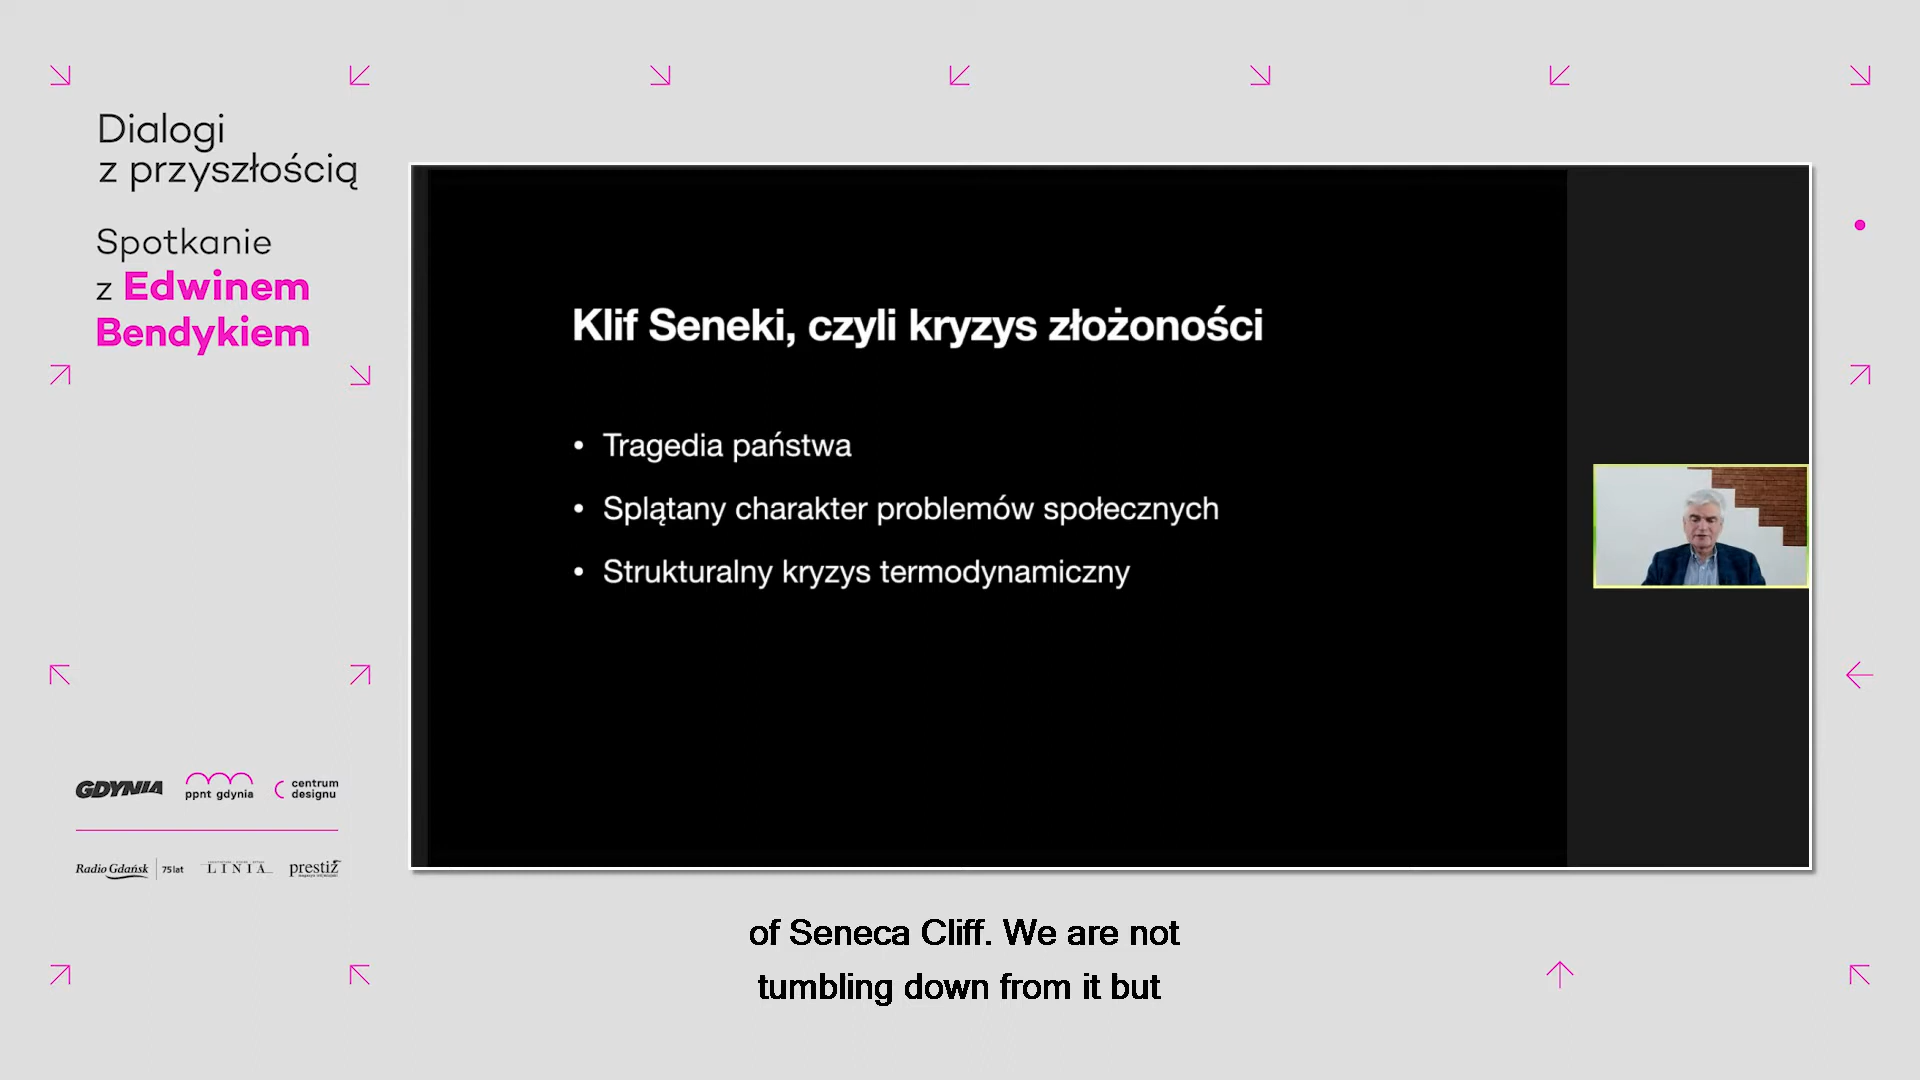 Dialogi
z przyszłością
Spotkanie
z Edwinem
Bendykiem
Klif Seneki, czyli kryzys złożoności
• Tragedia państwa
• Splątany charakter problemów społecznych
• Strukturalny kryzys termodynamiczny
GDYNIA
ppnt gdynia
centrum
designu
Radio Gdańsk 75 lat
LINIA
prestiż
of Seneca Cliff. We are not
tumbling down from it but